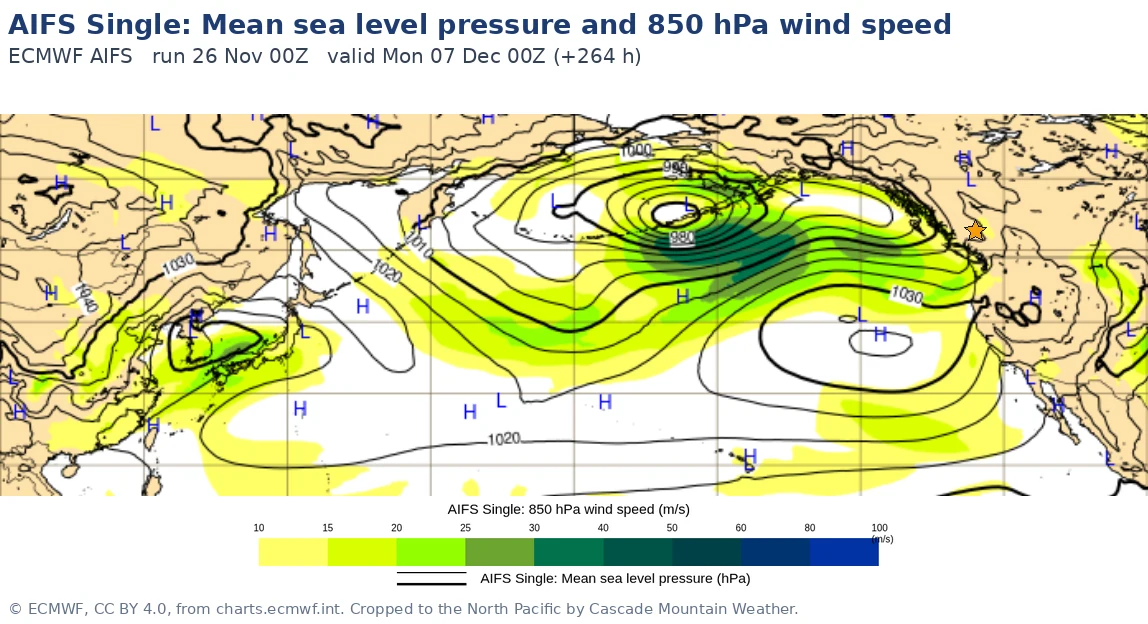 AIFS Single: Mean sea level pressure and 850 hPa wind speed
ECMWF AIFS   run 26 Nov 00Z   valid Mon 07 Dec 00Z (+264 h)
L H H H
L H H L
H H L L L
H L L
H L H
1000
990
980
1010
1020
1030
1040
1030
H H H H
L L L H L
L H L H
H H L H
H L
1020
H L L
AIFS Single: 850 hPa wind speed (m/s)
10 15 20 25 30 40 50 60 80 100
(m/s)
AIFS Single: Mean sea level pressure (hPa)
© ECMWF, CC BY 4.0, from charts.ecmwf.int. Cropped to the North Pacific by Cascade Mountain Weather.